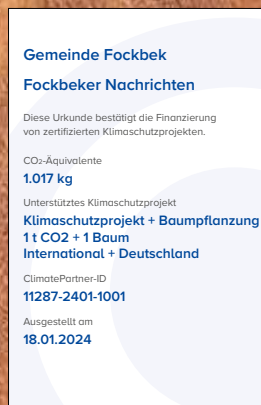 Gemeinde Fockbek
Fockbeker Nachrichten
Diese Urkunde bestätigt die Finanzierung
von zertifizierten Klimaschutzprojekten.
CO₂-Äquivalente
1.017 kg
Unterstütztes Klimaschutzprojekt
Klimaschutzprojekt + Baumpflanzung
1 t CO2 + 1 Baum
International + Deutschland
ClimatePartner-ID
11287-2401-1001
Ausgestellt am
18.01.2024